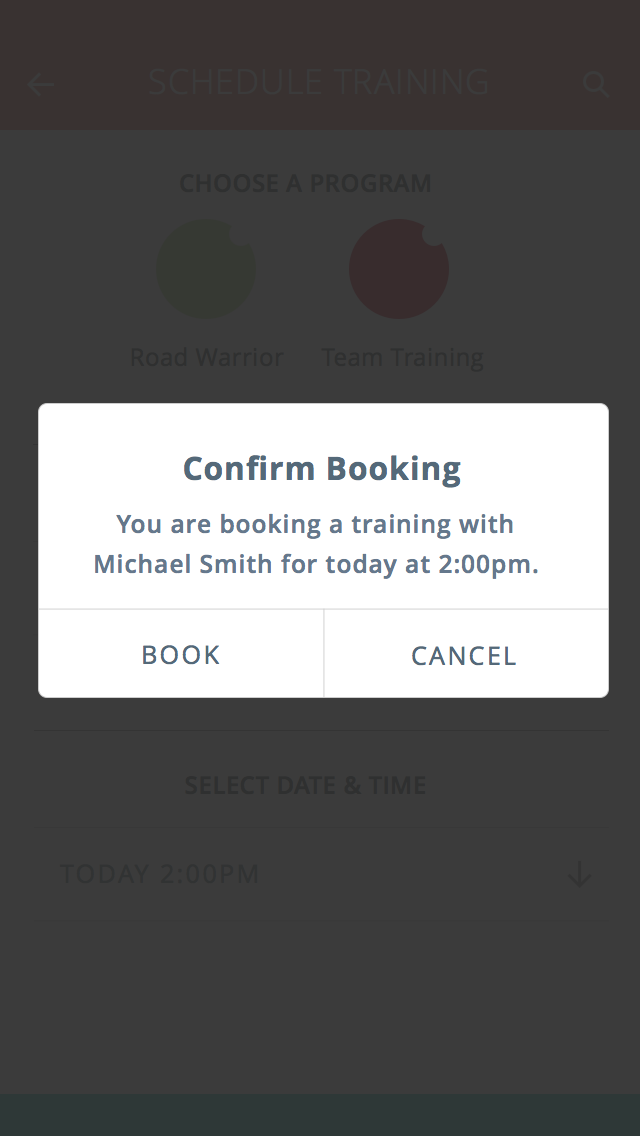 SCHEDULE TRAINING
CHOOSE A PROGRAM
Road Warrior
Team Training
Confirm Booking
You are booking a training with
Michael Smith for today at 2:00pm.
BOOK
CANCEL
SELECT DATE & TIME
TODAY 2:00PM